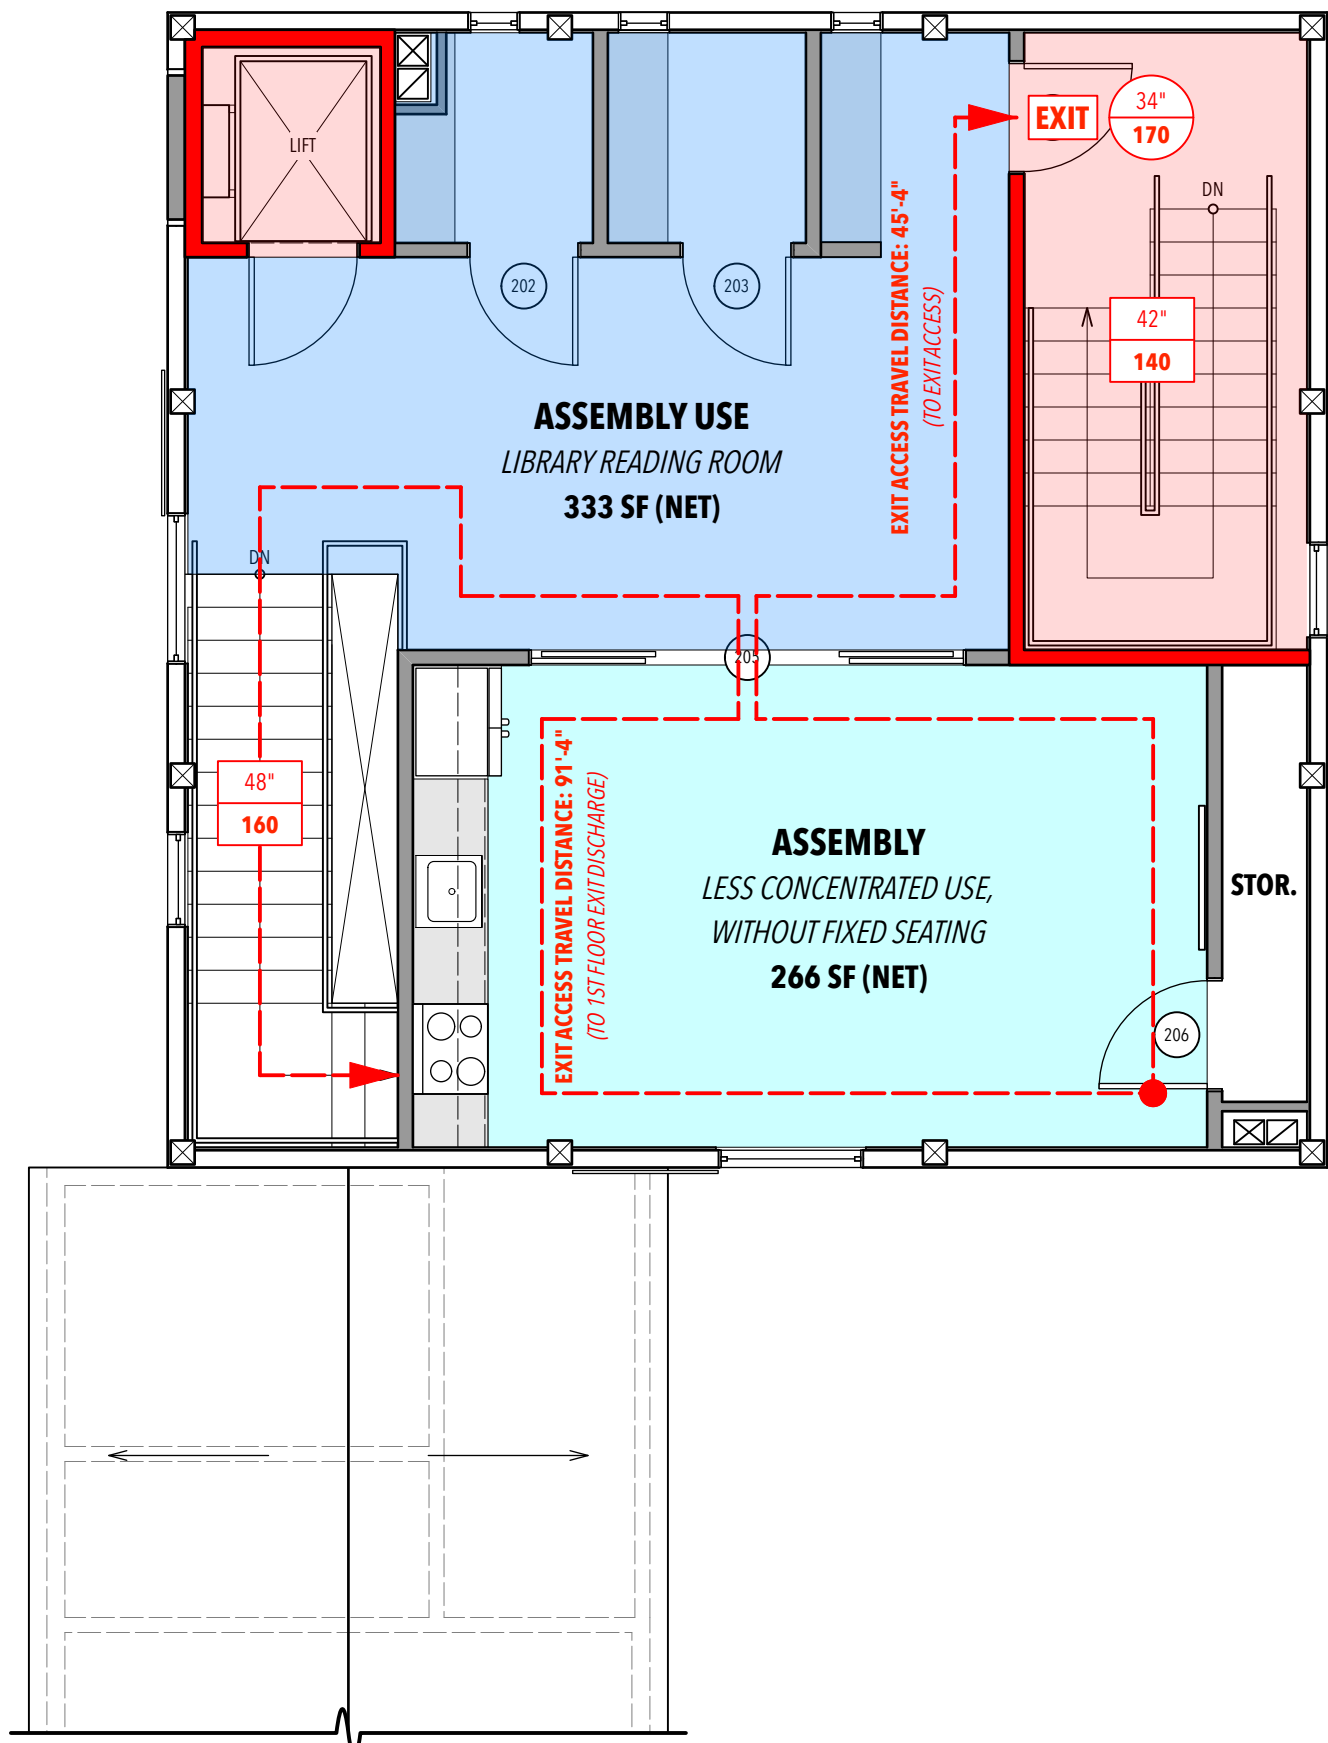 34"
EXIT
170
LIFT
DN
202
203
EXIT ACCESS TRAVEL DISTANCE: 45'-4"
(TO EXIT ACCESS)
42"
140
ASSEMBLY USE
LIBRARY READING ROOM
333 SF (NET)
DN
205
48"
160
EXIT ACCESS TRAVEL DISTANCE: 91'-4"
(TO 1ST FLOOR EXIT DISCHARGE)
ASSEMBLY
LESS CONCENTRATED USE,
WITHOUT FIXED SEATING
266 SF (NET)
STOR.
206